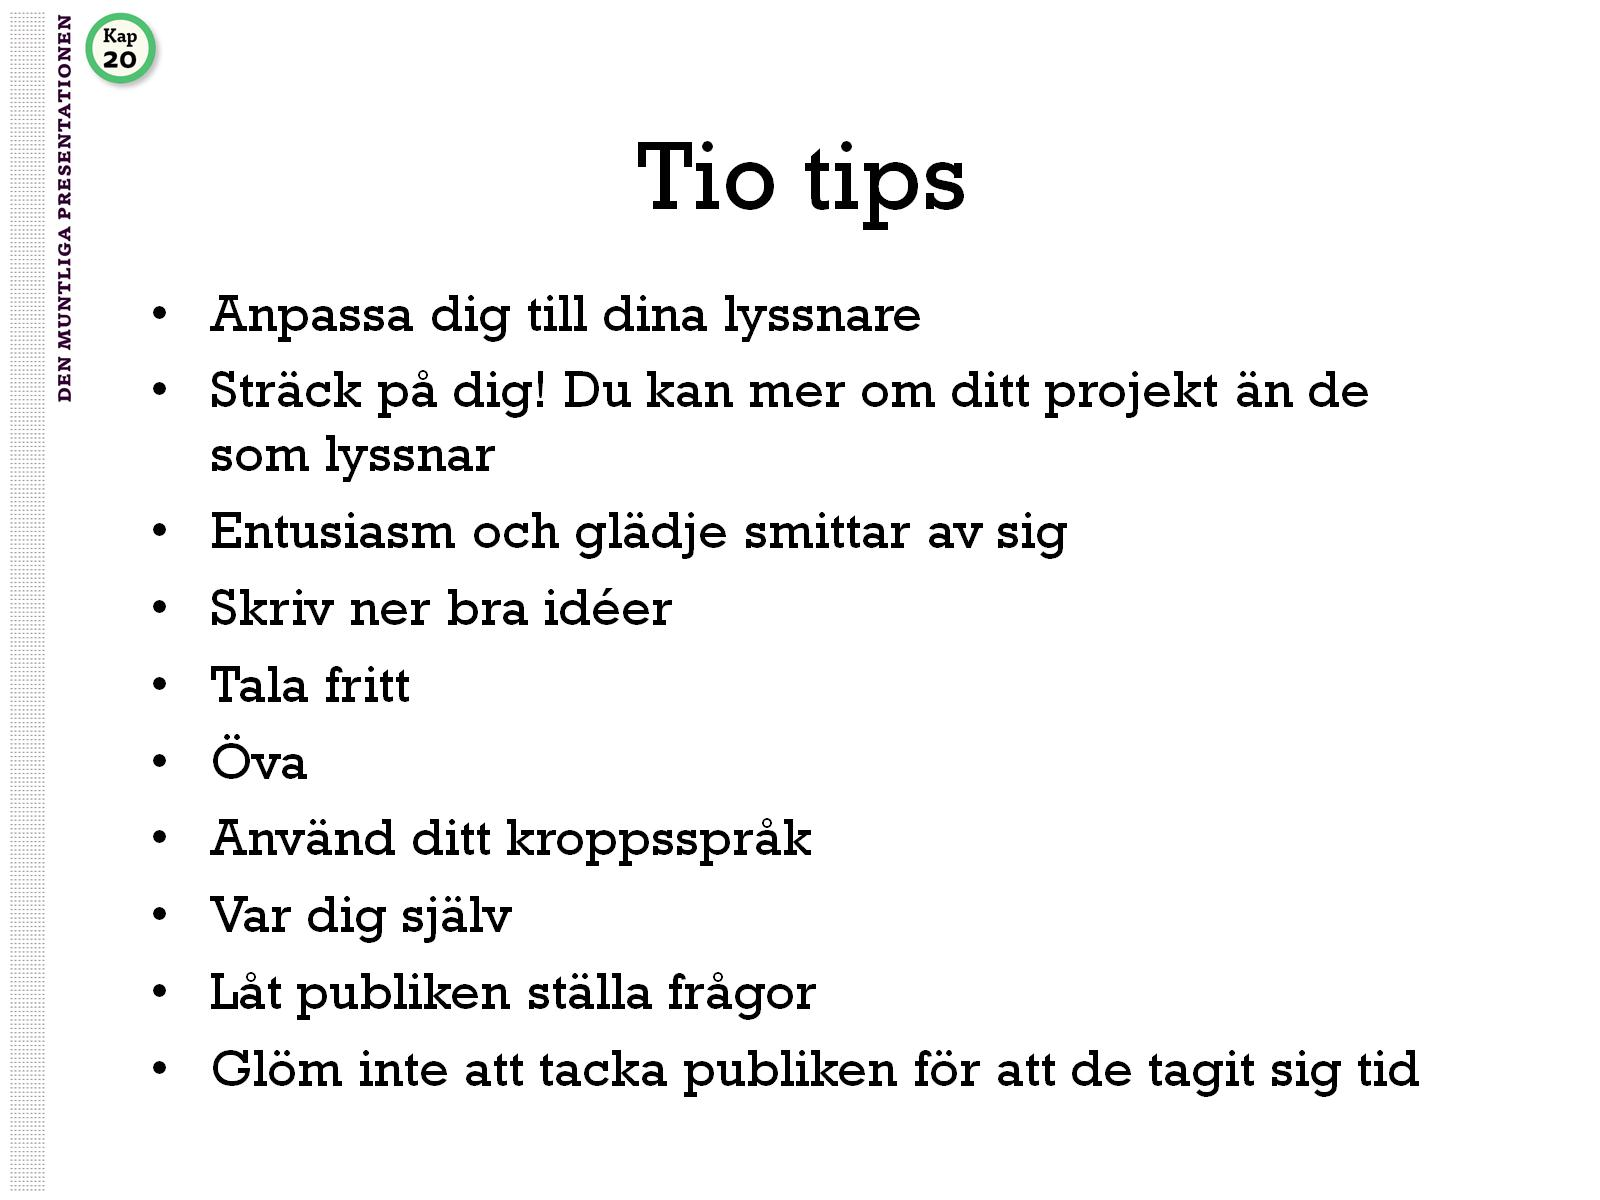 DEN MUNTLIGA PRESENTATIONEN
Kap
20
Tio tips
• Anpassa dig till dina lyssnare
• Sträck på dig! Du kan mer om ditt projekt än de
som lyssnar
• Entusiasm och glädje smittar av sig
• Skriv ner bra idéer
• Tala fritt
• Öva
• Använd ditt kroppsspråk
• Var dig själv
• Låt publiken ställa frågor
• Glöm inte att tacka publiken för att de tagit sig tid